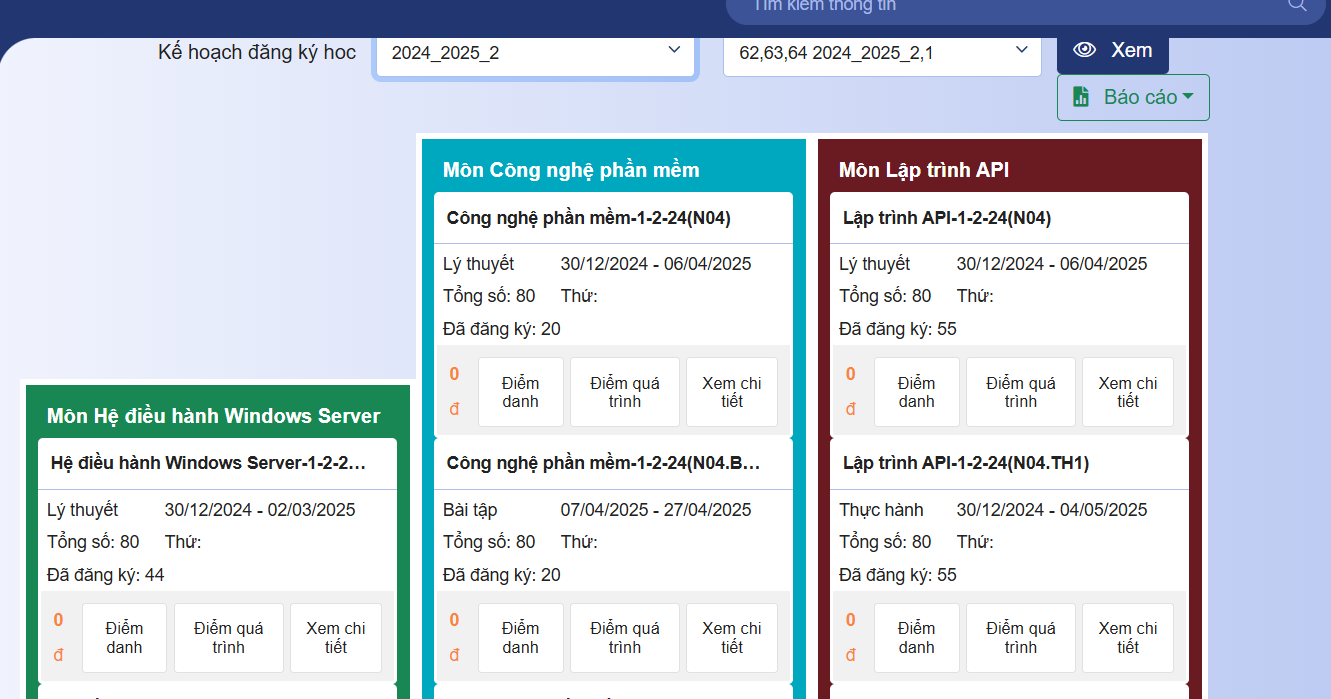 Tìm kiếm thông tin
Kế hoạch đăng ký học
2024_2025_2
62,63,64 2024_2025_2,1
Xem
Báo cáo
Môn Công nghệ phần mềm
Công nghệ phần mềm-1-2-24(N04)
Lý thuyết 30/12/2024 - 06/04/2025
Tổng số: 80 Thứ:
Đã đăng ký: 20
0
đ
Điểm
danh
Điểm quá
trình
Xem chi
tiết
Công nghệ phần mềm-1-2-24(N04.B…
Bài tập 07/04/2025 - 27/04/2025
Tổng số: 80 Thứ:
Đã đăng ký: 20
0
đ
Điểm
danh
Điểm quá
trình
Xem chi
tiết
Môn Lập trình API
Lập trình API-1-2-24(N04)
Lý thuyết 30/12/2024 - 06/04/2025
Tổng số: 80 Thứ:
Đã đăng ký: 55
0
đ
Điểm
danh
Điểm quá
trình
Xem chi
tiết
Lập trình API-1-2-24(N04.TH1)
Thực hành 30/12/2024 - 04/05/2025
Tổng số: 80 Thứ:
Đã đăng ký: 55
0
đ
Điểm
danh
Điểm quá
trình
Xem chi
tiết
Môn Hệ điều hành Windows Server
Hệ điều hành Windows Server-1-2-2…
Lý thuyết 30/12/2024 - 02/03/2025
Tổng số: 80 Thứ:
Đã đăng ký: 44
0
đ
Điểm
danh
Điểm quá
trình
Xem chi
tiết